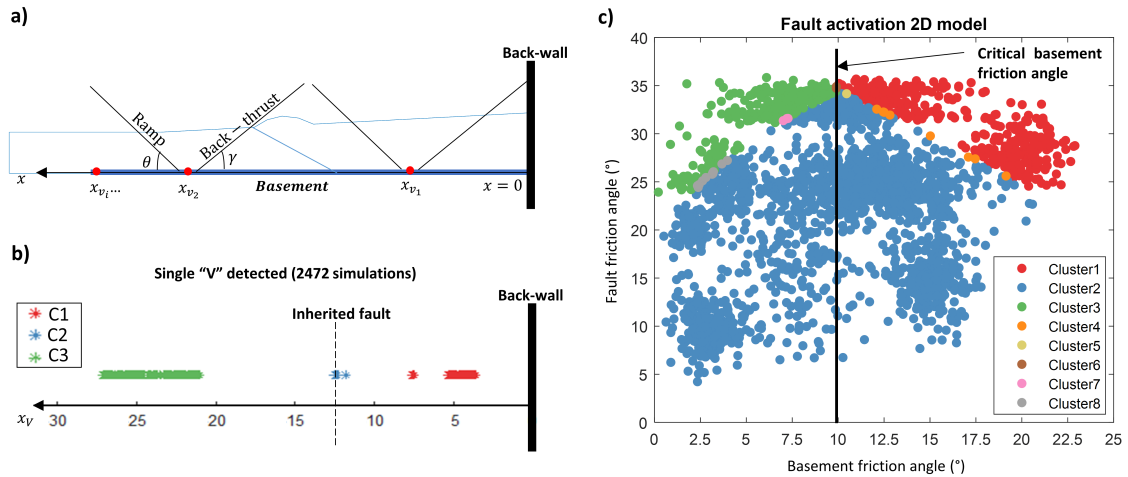 a)
Back-wall
Ramp
θ
Back – thrust
γ
x
x_{v_i}...
x_{v_2}
Basement
x_{v_1}
x = 0
b)
Single “V” detected (2472 simulations)
Back-wall
Inherited fault
C1
C2
C3
x_V
30
25
20
15
10
5
c)
Fault activation 2D model
Critical basement
friction angle
Fault friction angle (°)
40
35
30
25
20
15
10
5
0
Cluster1
Cluster2
Cluster3
Cluster4
Cluster5
Cluster6
Cluster7
Cluster8
0 2.5 5 7.5 10 12.5 15 17.5 20 22.5 25
Basement friction angle (°)